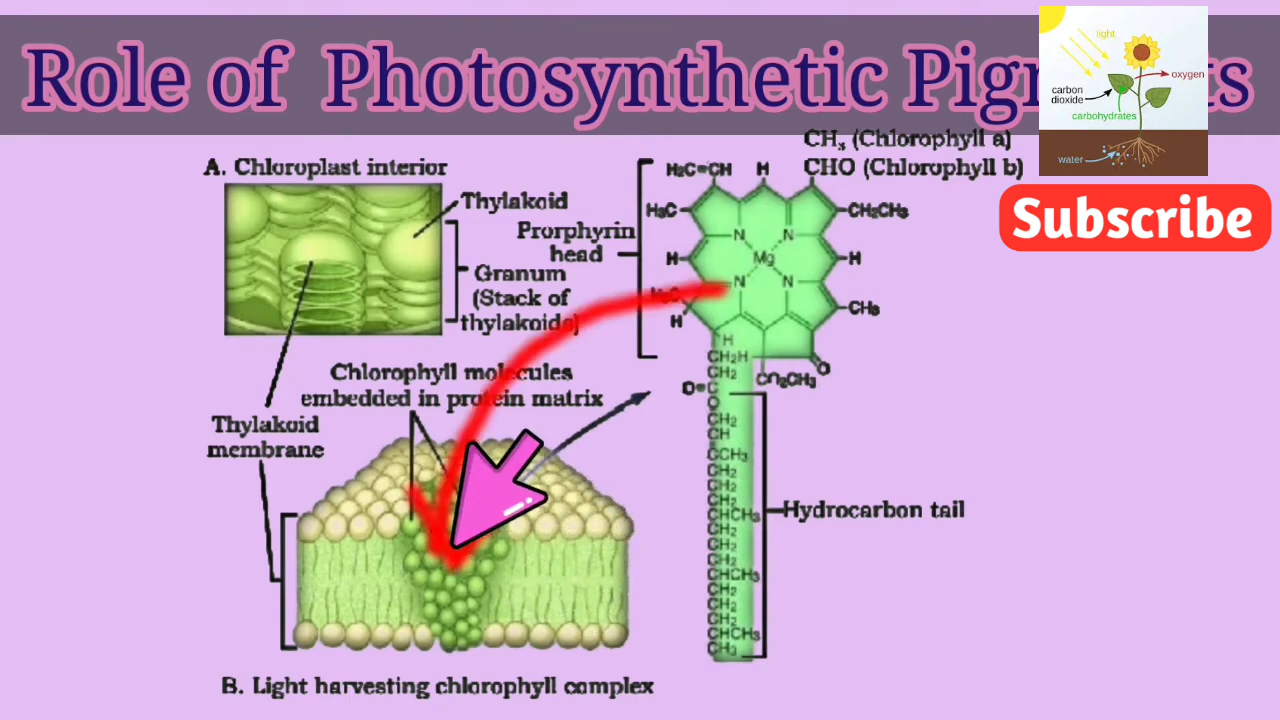 Role of Photosynthetic
light
oxygen
carbon
dioxide
carbohydrates
water
Subscribe
CH₃ (Chlorophyll a)
CHO (Chlorophyll b)
A. Chloroplast interior
Thylakoid
Granum
(Stack of
thylakoids)
Thylakoid
membrane
Chlorophyll molecules
embedded in protein matrix
B. Light harvesting chlorophyll complex
Prorphyrin
head
H₂C=CH
H
H₃C
CH₂CH₃
N
N
Mg
H
H
N
N
CH₃
H
H
CH₂H
O
CH₂
CO₂CH₃
O=C
O
CH₂
CH
CCH₃
CH₂
CH₂
CH₂
CHCH₃
CH₂
CH₂
CH₂
CHCH₃
CH₂
CH₂
CH₂
CHCH₃
CH₃
Hydrocarbon tail